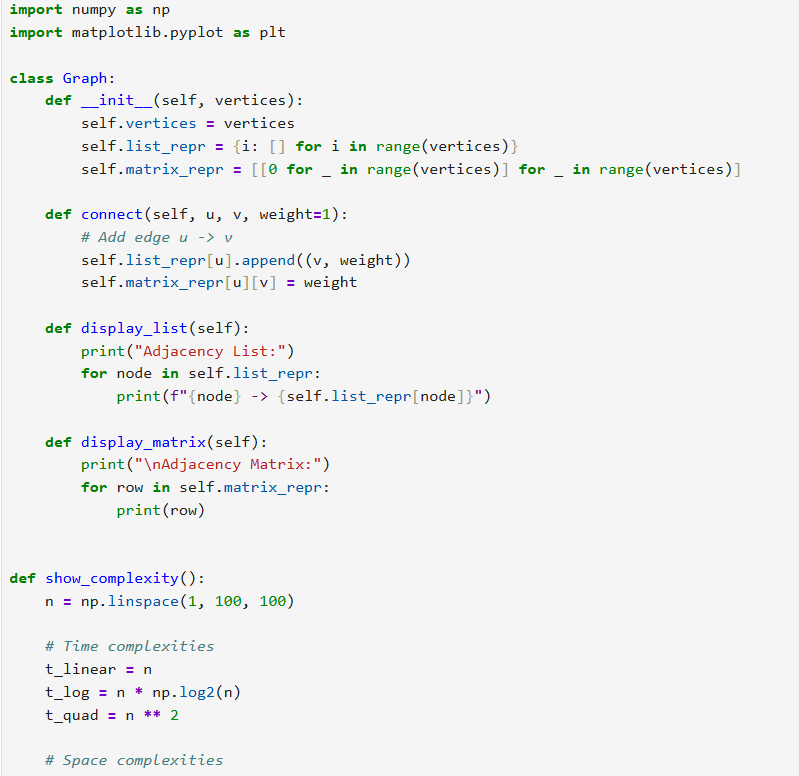 import numpy as np
import matplotlib.pyplot as plt

class Graph:
    def __init__(self, vertices):
        self.vertices = vertices
        self.list_repr = {i: [] for i in range(vertices)}
        self.matrix_repr = [[0 for _ in range(vertices)] for _ in range(vertices)]

    def connect(self, u, v, weight=1):
        # Add edge u -> v
        self.list_repr[u].append((v, weight))
        self.matrix_repr[u][v] = weight

    def display_list(self):
        print("Adjacency List:")
        for node in self.list_repr:
            print(f"{node} -> {self.list_repr[node]}")

    def display_matrix(self):
        print("\nAdjacency Matrix:")
        for row in self.matrix_repr:
            print(row)


def show_complexity():
    n = np.linspace(1, 100, 100)

    # Time complexities
    t_linear = n
    t_log = n * np.log2(n)
    t_quad = n ** 2

    # Space complexities